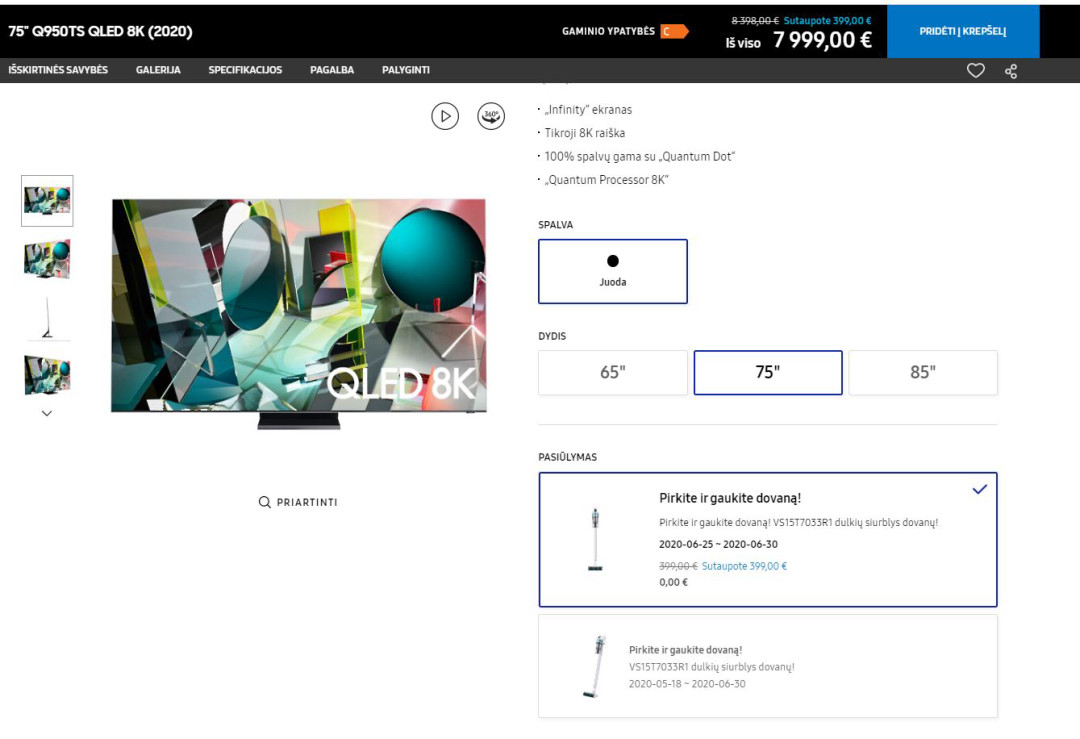 75" Q950TS QLED 8K (2020)
GAMINIO YPATYBĖS C
8 398,00 € Sutaupote 399,00 €
Iš viso 7 999,00 €
PRIDĖTI Į KREPŠELĮ
IŠSKIRTINĖS SAVYBĖS GALERIJA SPECIFIKACIJOS PAGALBA PALYGINTI
360°
· „Infinity“ ekranas
· Tikroji 8K raiška
· 100% spalvų gama su „Quantum Dot“
· „Quantum Processor 8K“
SPALVA
Juoda
DYDIS
65" 75" 85"
QLED 8K
PRIARTINTI
PASIŪLYMAS
Pirkite ir gaukite dovaną!
Pirkite ir gaukite dovaną! VS15T7033R1 dulkių siurblys dovanų!
2020-06-25 ~ 2020-06-30
399,00 € Sutaupote 399,00 €
0,00 €
Pirkite ir gaukite dovaną!
VS15T7033R1 dulkių siurblys dovanų!
2020-05-18 ~ 2020-06-30